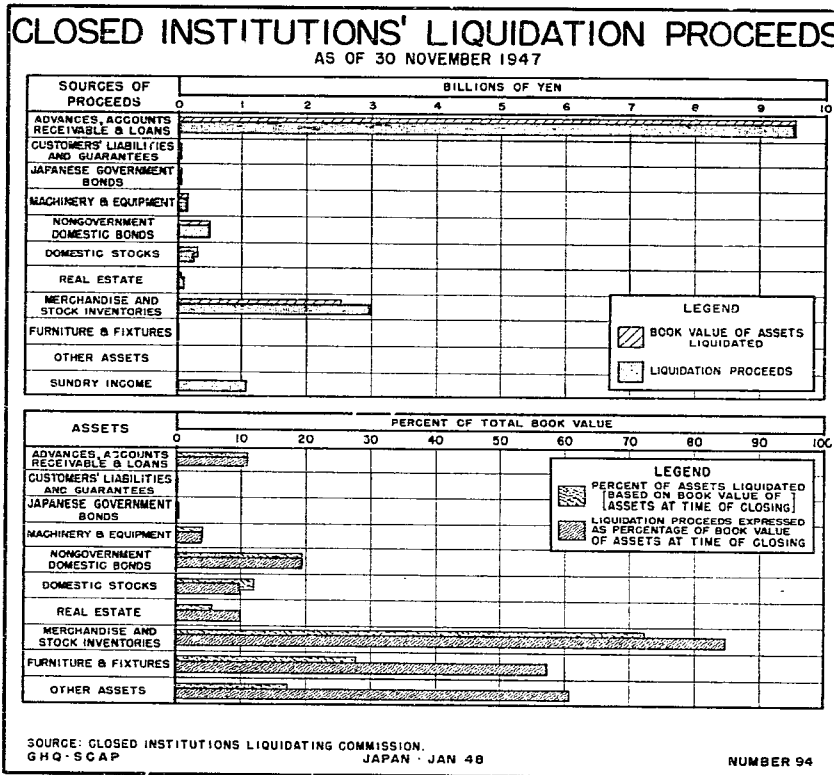 CLOSED INSTITUTIONS' LIQUIDATION PROCEEDS
AS OF 30 NOVEMBER 1947
SOURCES OF
PROCEEDS
BILLIONS OF YEN
0 1 2 3 4 5 6 7 8 9 10
ADVANCES, ACCOUNTS
RECEIVABLE & LOANS
CUSTOMERS' LIABILITIES
AND GUARANTEES
JAPANESE GOVERNMENT
BONDS
MACHINERY & EQUIPMENT
NONGOVERNMENT
DOMESTIC BONDS
DOMESTIC STOCKS
REAL ESTATE
MERCHANDISE AND
STOCK INVENTORIES
FURNITURE & FIXTURES
OTHER ASSETS
SUNDRY INCOME
LEGEND
BOOK VALUE OF ASSETS
LIQUIDATED
LIQUIDATION PROCEEDS
ASSETS
PERCENT OF TOTAL BOOK VALUE
0 10 20 30 40 50 60 70 80 90 100
ADVANCES, ACCOUNTS
RECEIVABLE & LOANS
CUSTOMERS' LIABILITIES
AND GUARANTEES
JAPANESE GOVERNMENT
BONDS
MACHINERY & EQUIPMENT
NONGOVERNMENT
DOMESTIC BONDS
DOMESTIC STOCKS
REAL ESTATE
MERCHANDISE AND
STOCK INVENTORIES
FURNITURE & FIXTURES
OTHER ASSETS
LEGEND
PERCENT OF ASSETS LIQUIDATED
[BASED ON BOOK VALUE OF
ASSETS AT TIME OF CLOSING]
LIQUIDATION PROCEEDS EXPRESSED
AS PERCENTAGE OF BOOK VALUE
OF ASSETS AT TIME OF CLOSING
SOURCE: CLOSED INSTITUTIONS LIQUIDATING COMMISSION.
GHQ-SCAP
JAPAN - JAN 48
NUMBER 94